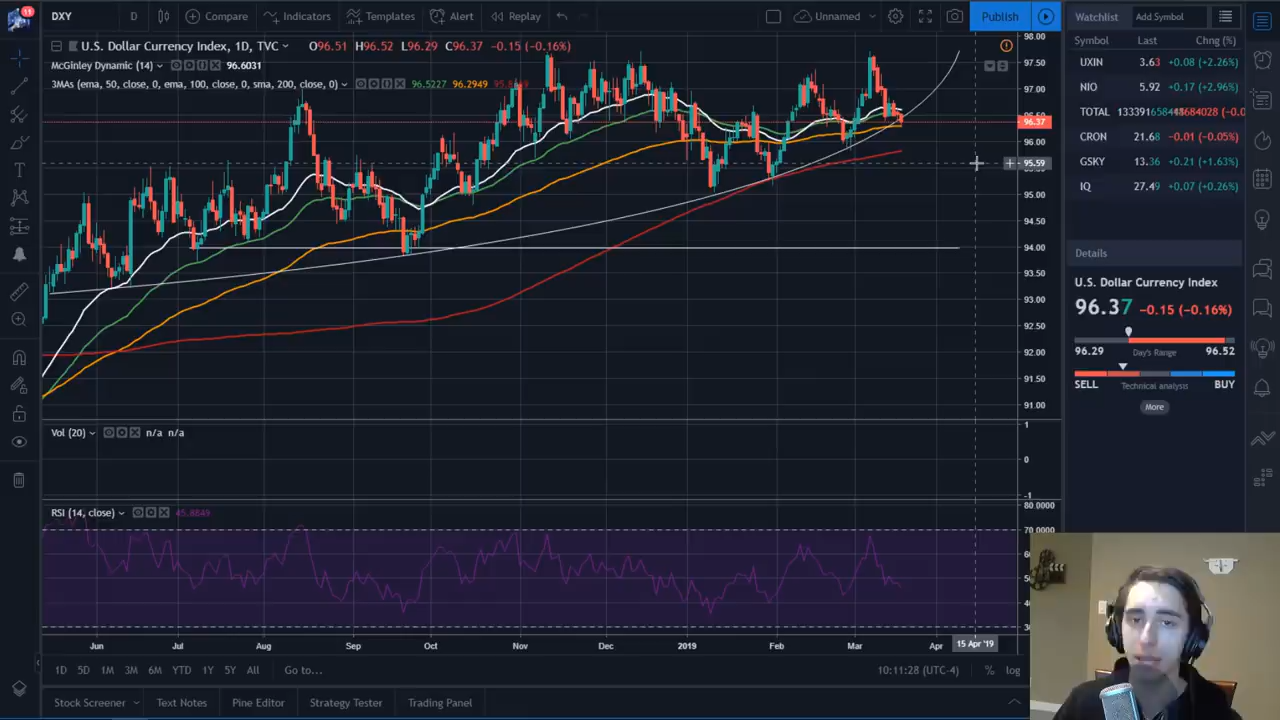 11
DXY D Compare Indicators Templates Alert Replay Unnamed Publish
Watchlist Add Symbol
U.S. Dollar Currency Index, 1D, TVC O96.51 H96.52 L96.29 C96.37 -0.15 (-0.16%)
McGinley Dynamic (14) 96.6031
3MAs (ema, 50, close, 0, ema, 100, close, 0, sma, 200, close, 0) 96.5227 96.2949
98.00
97.50
97.00
96.37
96.00
95.59
95.00
94.50
94.00
93.50
93.00
92.50
92.00
91.50
91.00
Symbol Last Chng (%)
UXIN 3.63 +0.08 (+2.26%)
NIO 5.92 +0.17 (+2.96%)
TOTAL
CRON 21.68 -0.01 (-0.05%)
GSKY 13.36 +0.21 (+1.63%)
IQ 27.49 +0.07 (+0.26%)
Details
U.S. Dollar Currency Index
96.37 -0.15 (-0.16%)
96.29 Day's Range 96.52
SELL Technical analysis BUY
More
Vol (20) n/a n/a
1
0
-1
RSI (14, close) 45.8849
80.0000
70.0000
Jun Jul Aug Sep Oct Nov Dec 2019 Feb Mar Apr 15 Apr '19
1D 5D 1M 3M 6M YTD 1Y 5Y All Go to... 10:11:28 (UTC-4) % log
Stock Screener Text Notes Pine Editor Strategy Tester Trading Panel